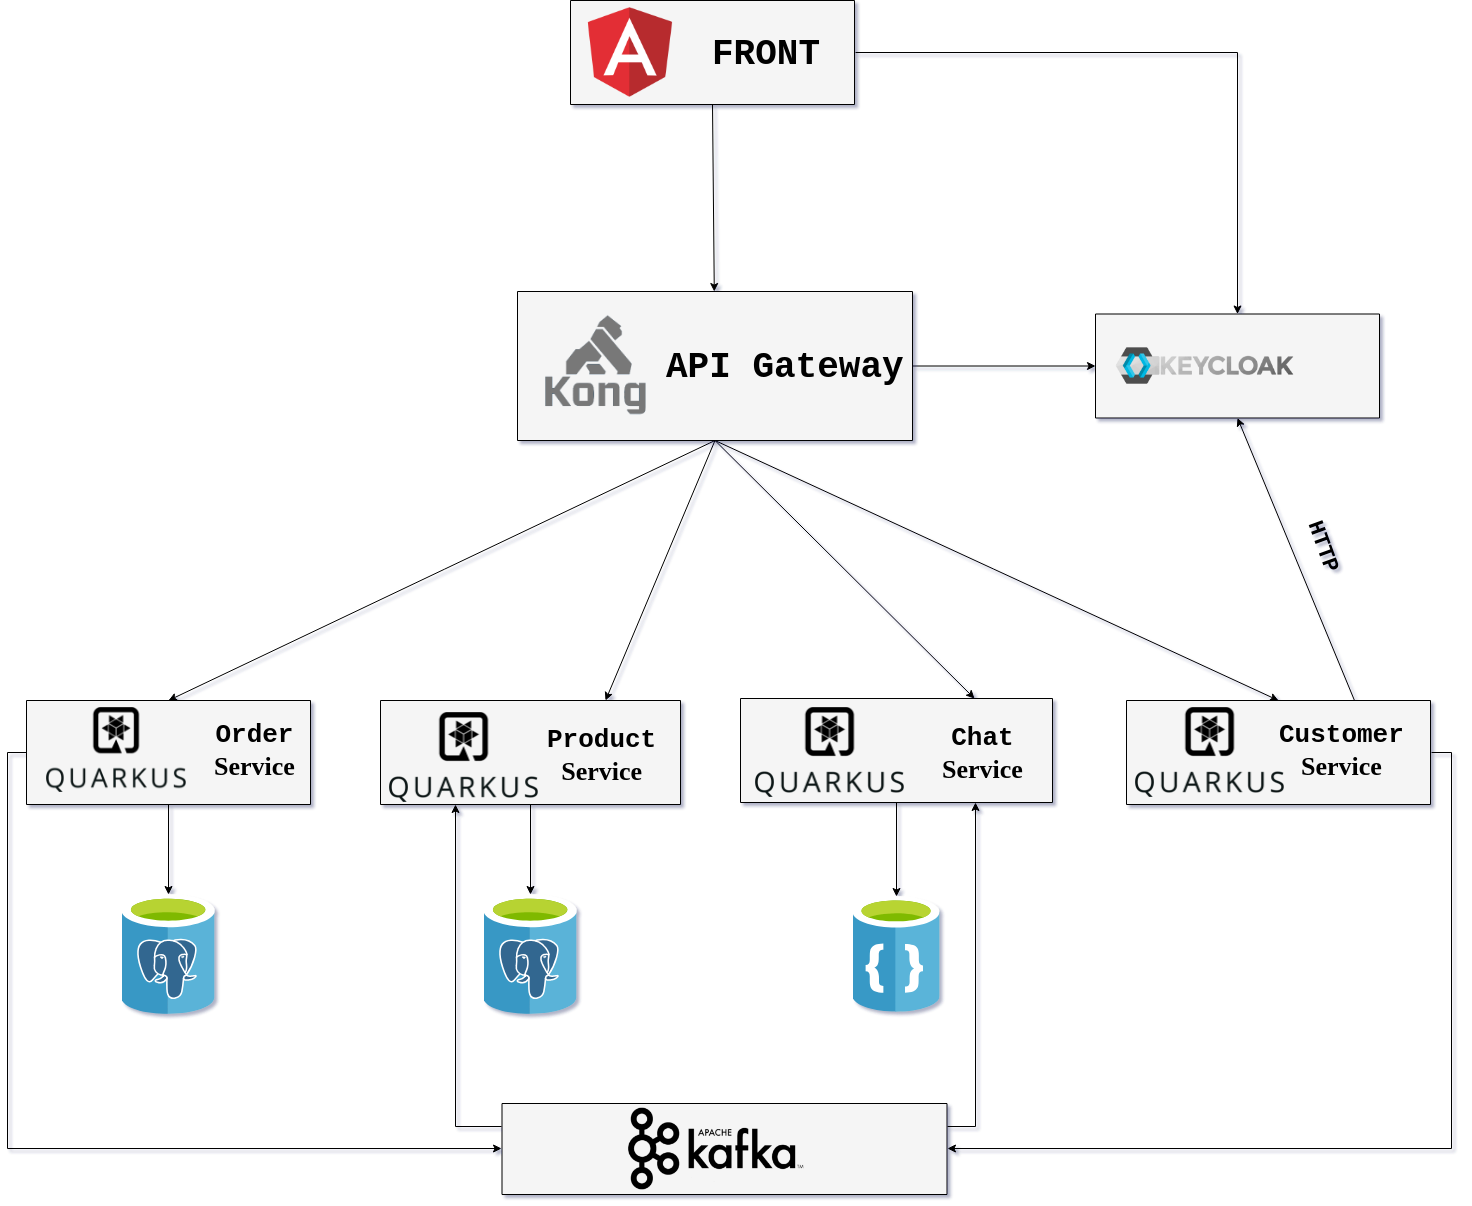 FRONT
Kong
API Gateway
KEYCLOAK
HTTP
QUARKUS
Order
Service
QUARKUS
Product
Service
QUARKUS
Chat
Service
QUARKUS
Customer
Service
{ }
APACHE
kafka
TM